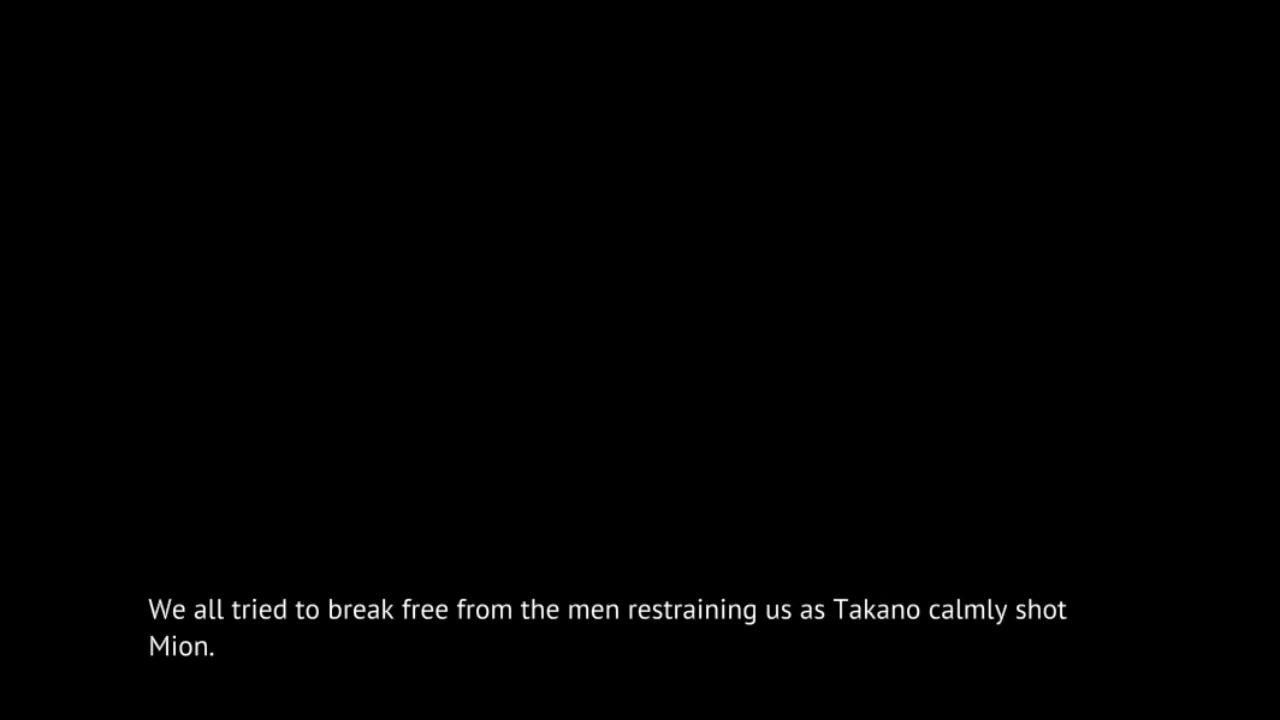 We all tried to break free from the men restraining us as Takano calmly shot
Mion.